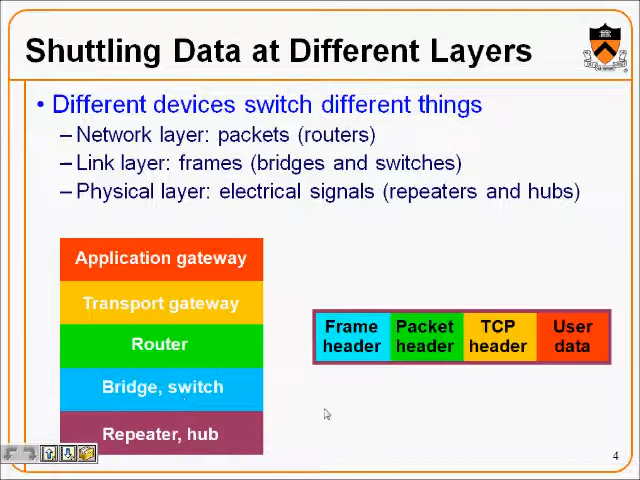 Shuttling Data at Different Layers
• Different devices switch different things
– Network layer: packets (routers)
– Link layer: frames (bridges and switches)
– Physical layer: electrical signals (repeaters and hubs)
Application gateway
Transport gateway
Router
Bridge, switch
Repeater, hub
Frame header
Packet header
TCP header
User data
4